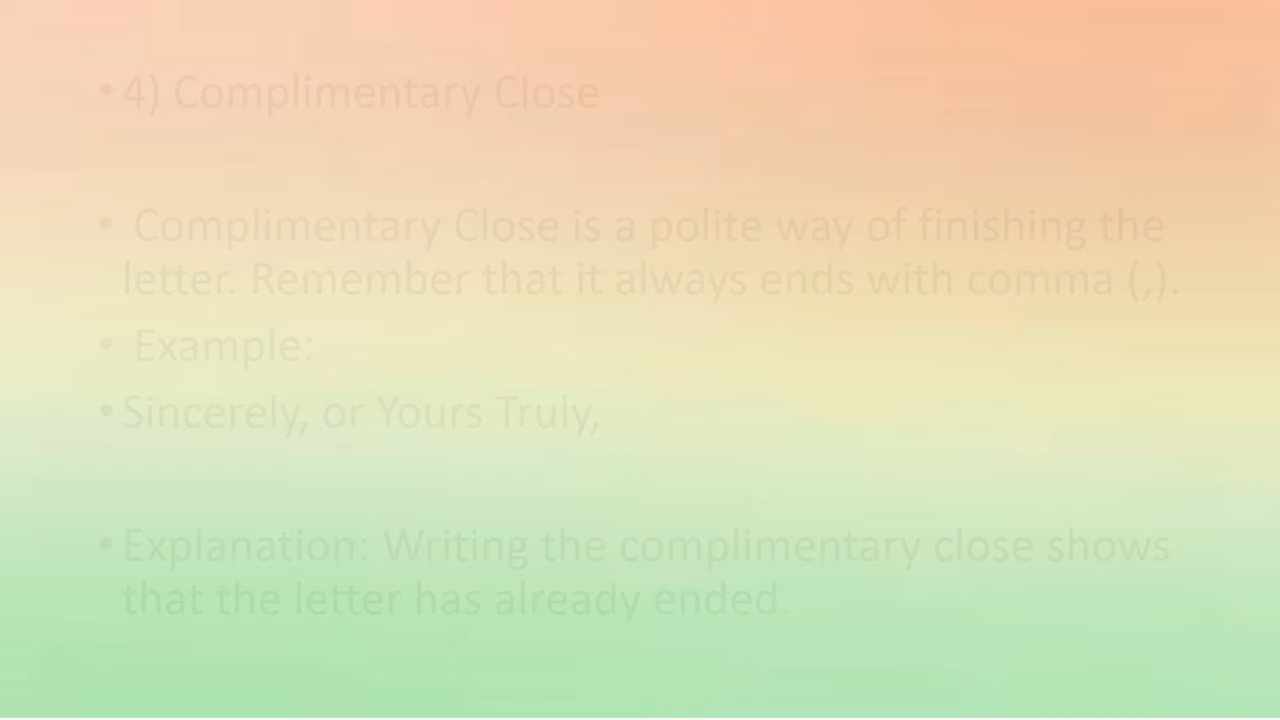 • 4) Complimentary Close
• Complimentary Close is a polite way of finishing the
letter. Remember that it always ends with comma (,).
• Example:
• Sincerely, or Yours Truly,
• Explanation: Writing the complimentary close shows
that the letter has already ended.